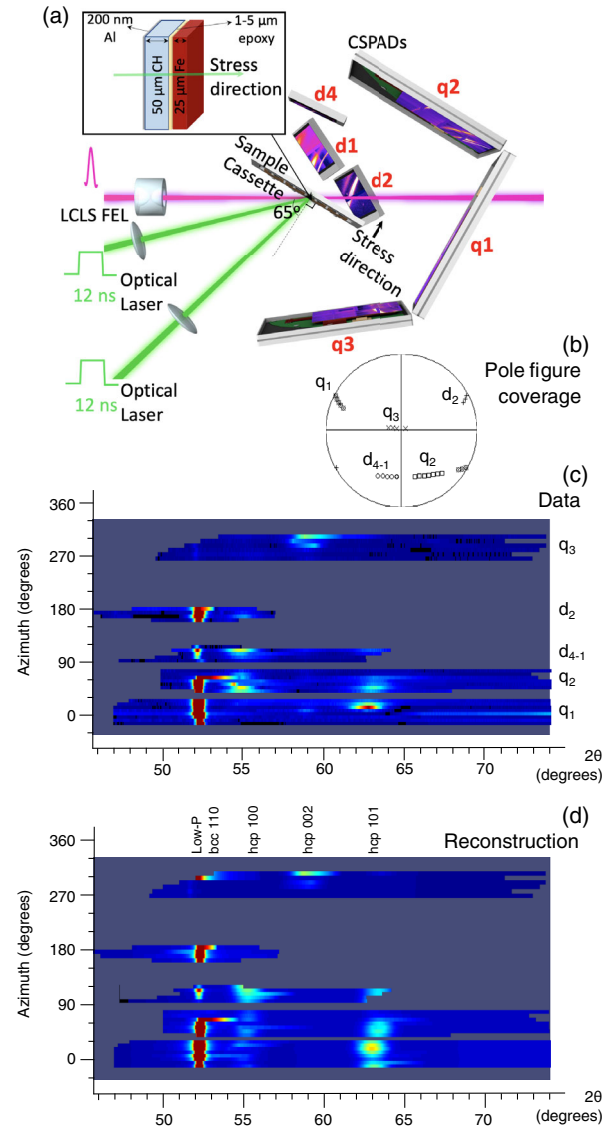 (a)
200 nm
Al
1-5 µm
epoxy
50 µm CH
25 µm Fe
Stress
direction
CSPADs
q2
d4
d1
d2
Sample
Cassette
65º
LCLS FEL
q1
Stress
direction
Optical
Laser
12 ns
q3
Optical
Laser
12 ns
(b)
Pole figure
coverage
q1
d2
q3
d4-1
q2
(c)
Data
360
270
180
90
0
Azimuth (degrees)
q3
d2
d4-1
q2
q1
50 55 60 65 70
2θ
(degrees)
(d)
Low-P
bcc 110
hcp 100
hcp 002
hcp 101
Reconstruction
360
270
180
90
0
Azimuth (degrees)
50 55 60 65 70
2θ
(degrees)